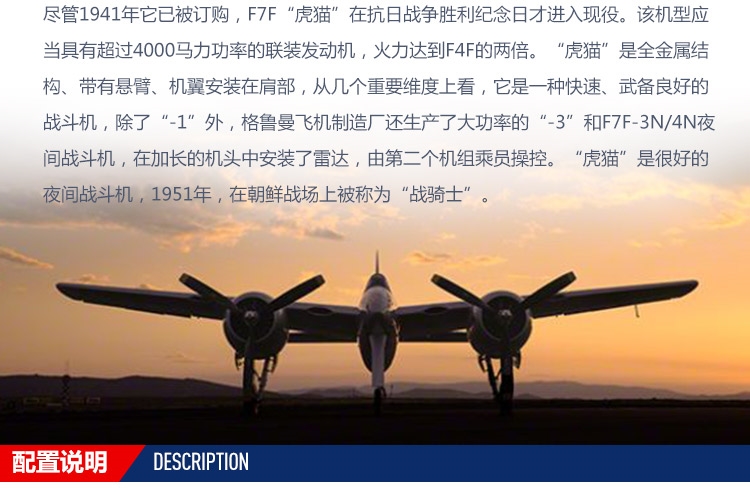 尽管1941年它已被订购，F7F“虎猫”在抗日战争胜利纪念日才进入现役。该机型应
当具有超过4000马力功率的联装发动机，火力达到F4F的两倍。“虎猫”是全金属结
构、带有悬臂、机翼安装在肩部，从几个重要维度上看，它是一种快速、武备良好的
战斗机，除了“-1”外，格鲁曼飞机制造厂还生产了大功率的“-3”和F7F-3N/4N夜
间战斗机，在加长的机头中安装了雷达，由第二个机组乘员操控。“虎猫”是很好的
夜间战斗机，1951年，在朝鲜战场上被称为“战骑士”。
配置说明 DESCRIPTION